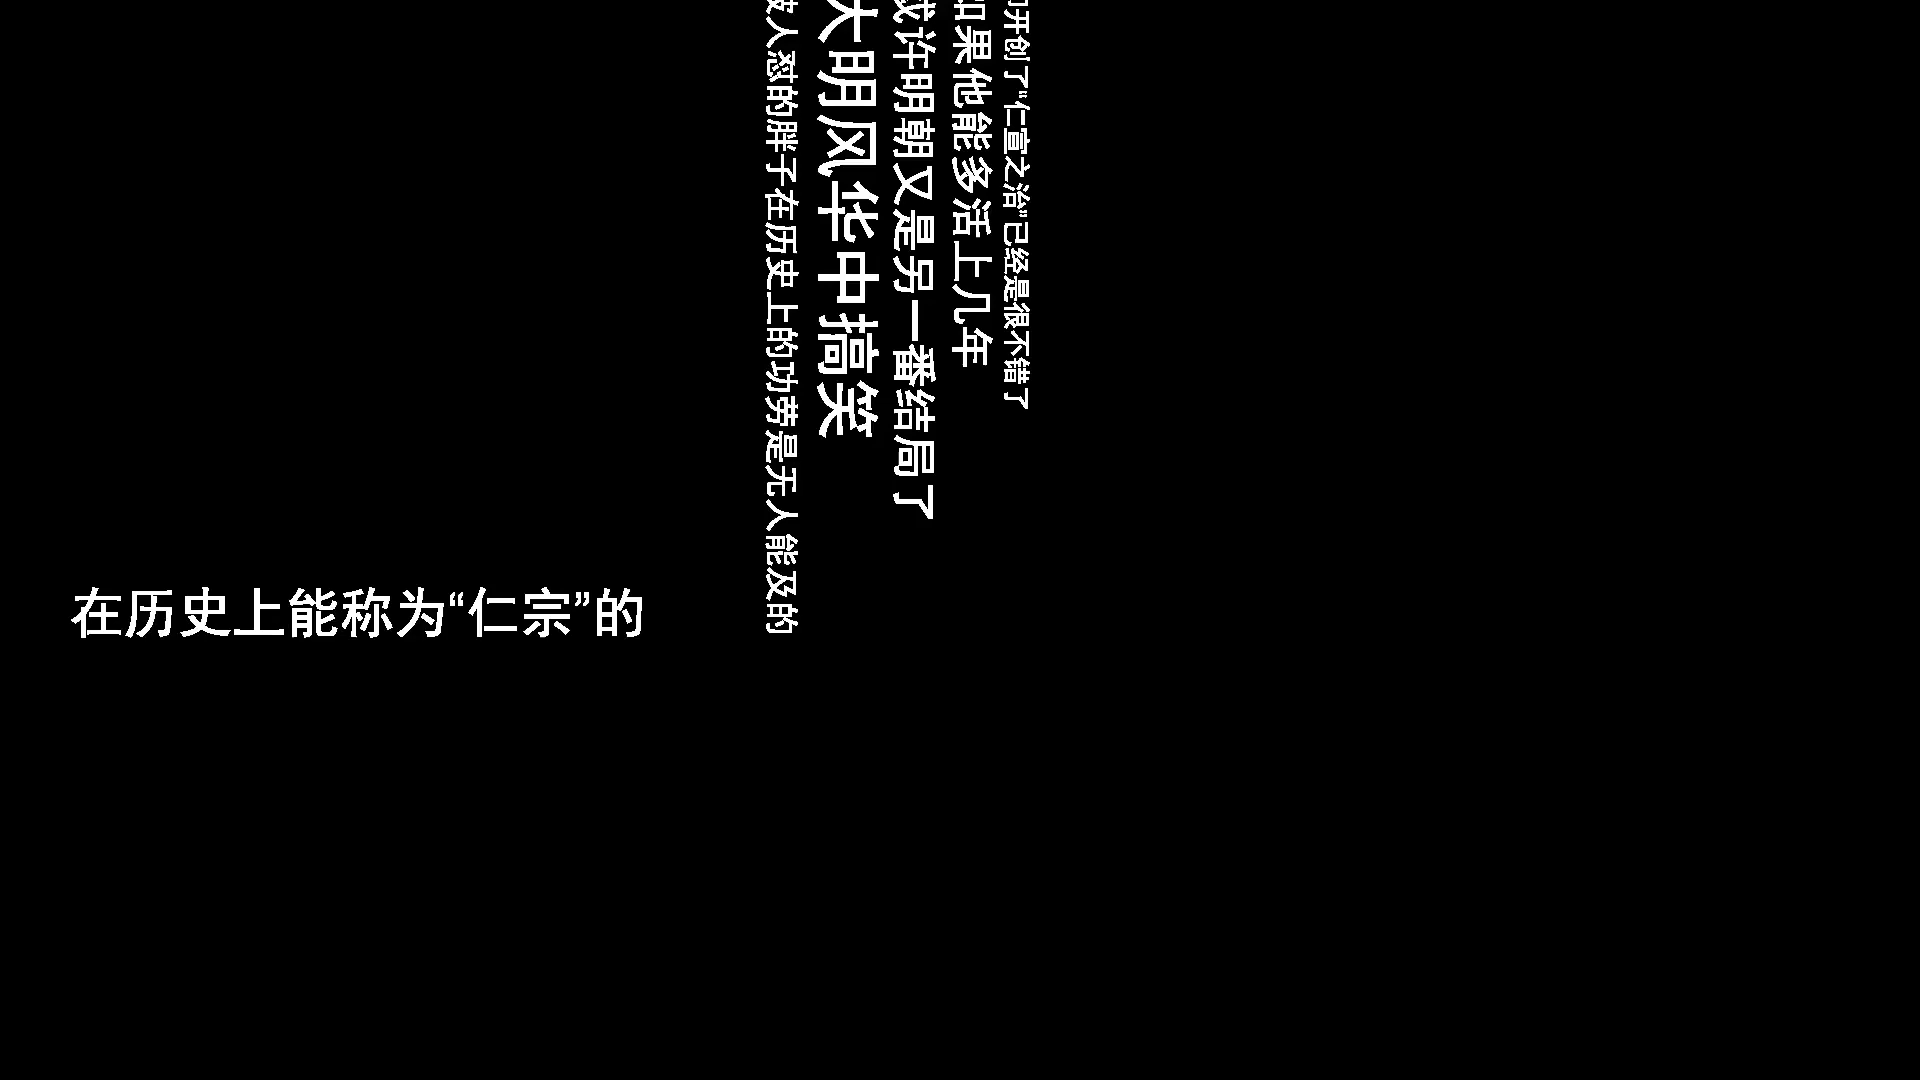 开创了“仁宣之治”已经是很不错了
如果他能多活上几年
或许明朝又是另一番结局了
大明风华中搞笑
被人怼的胖子在历史上的功劳是无人能及的
在历史上能称为“仁宗”的